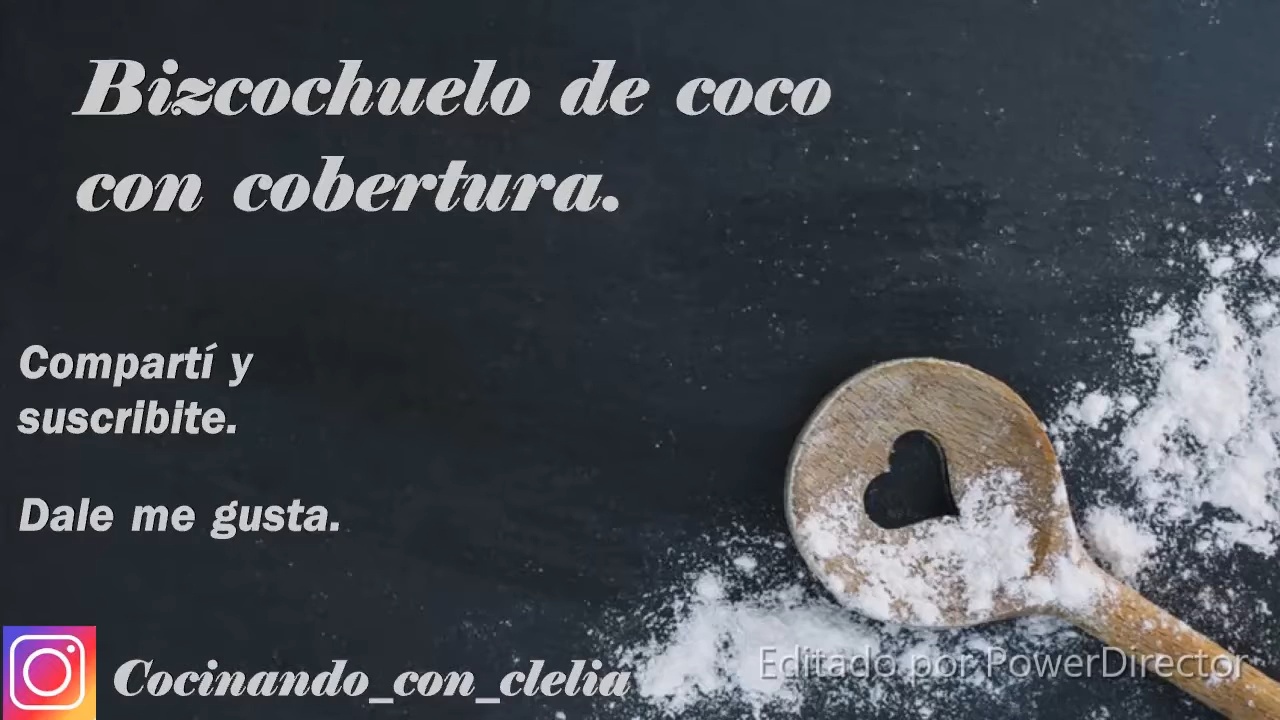 Bizcochuelo de coco
con cobertura.
Compartí y
suscribite.
Dale me gusta.
Cocinando_con_clelia
Editado por PowerDirector